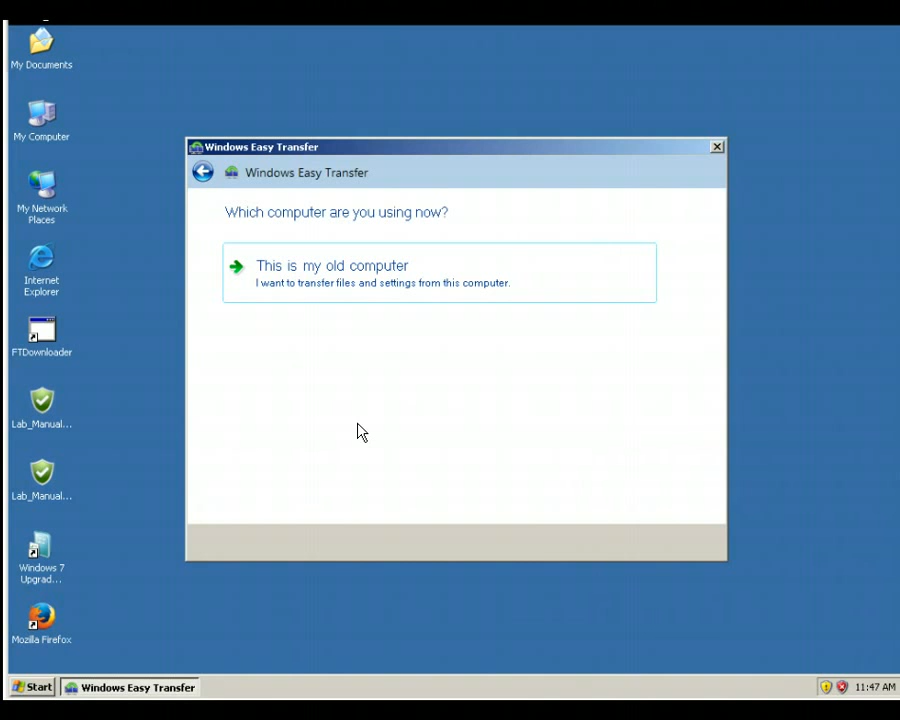 My Documents
My Computer
My Network
Places
Internet
Explorer
FTDownloader
Lab_Manual...
Lab_Manual...
Windows 7
Upgrad...
Mozilla Firefox
Windows Easy Transfer
Windows Easy Transfer
Which computer are you using now?
This is my old computer
I want to transfer files and settings from this computer.
Start
Windows Easy Transfer
11:47 AM